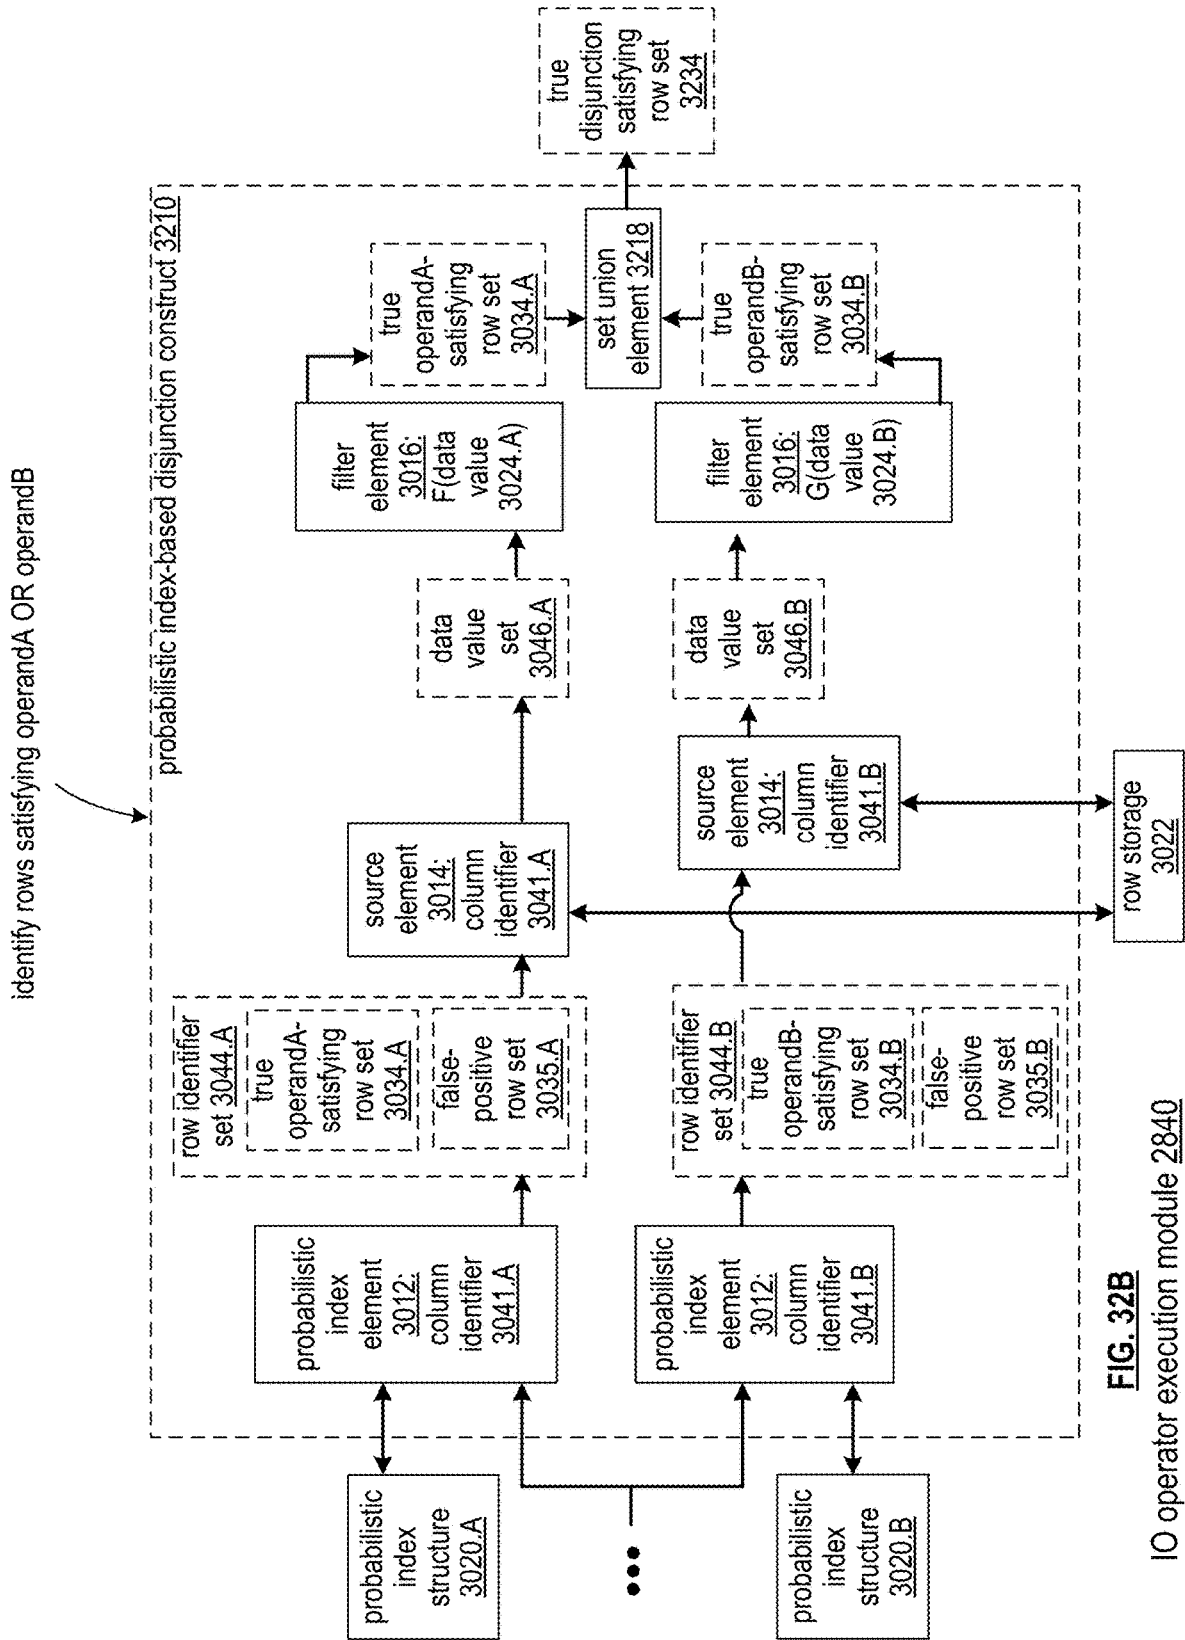 identify rows satisfying operandA OR operandB
probabilistic index-based disjunction construct 3210
probabilistic
index
structure
3020.A
probabilistic
index
element
3012:
column
identifier
3041.A
row identifier
set 3044.A
true
operandA-
satisfying
row set
3034.A
false-
positive
row set
3035.A
source
element
3014:
column
identifier
3041.A
data
value
set
3046.A
filter
element
3016:
F(data
value
3024.A)
true
operandA-
satisfying
row set
3034.A
set union
element 3218
true
disjunction
satisfying
row set
3234
probabilistic
index
structure
3020.B
probabilistic
index
element
3012:
column
identifier
3041.B
row identifier
set 3044.B
true
operandB-
satisfying
row set
3034.B
false-
positive
row set
3035.B
source
element
3014:
column
identifier
3041.B
data
value
set
3046.B
filter
element
3016:
G(data
value
3024.B)
true
operandB-
satisfying
row set
3034.B
row storage
3022
FIG. 32B
IO operator execution module 2840